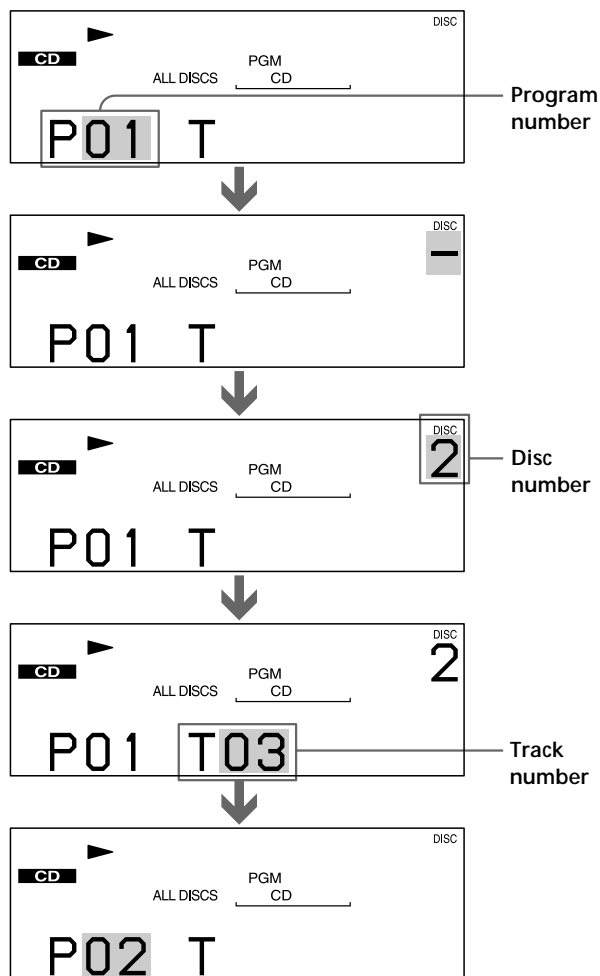 DISC
CD
PGM
ALL DISCS CD
Program
number
P01 T
DISC
–
CD
PGM
ALL DISCS CD
P01 T
DISC
2
CD
PGM
ALL DISCS CD
Disc
number
P01 T
DISC
2
CD
PGM
ALL DISCS CD
P01 T03
Track
number
DISC
CD
PGM
ALL DISCS CD
P02 T